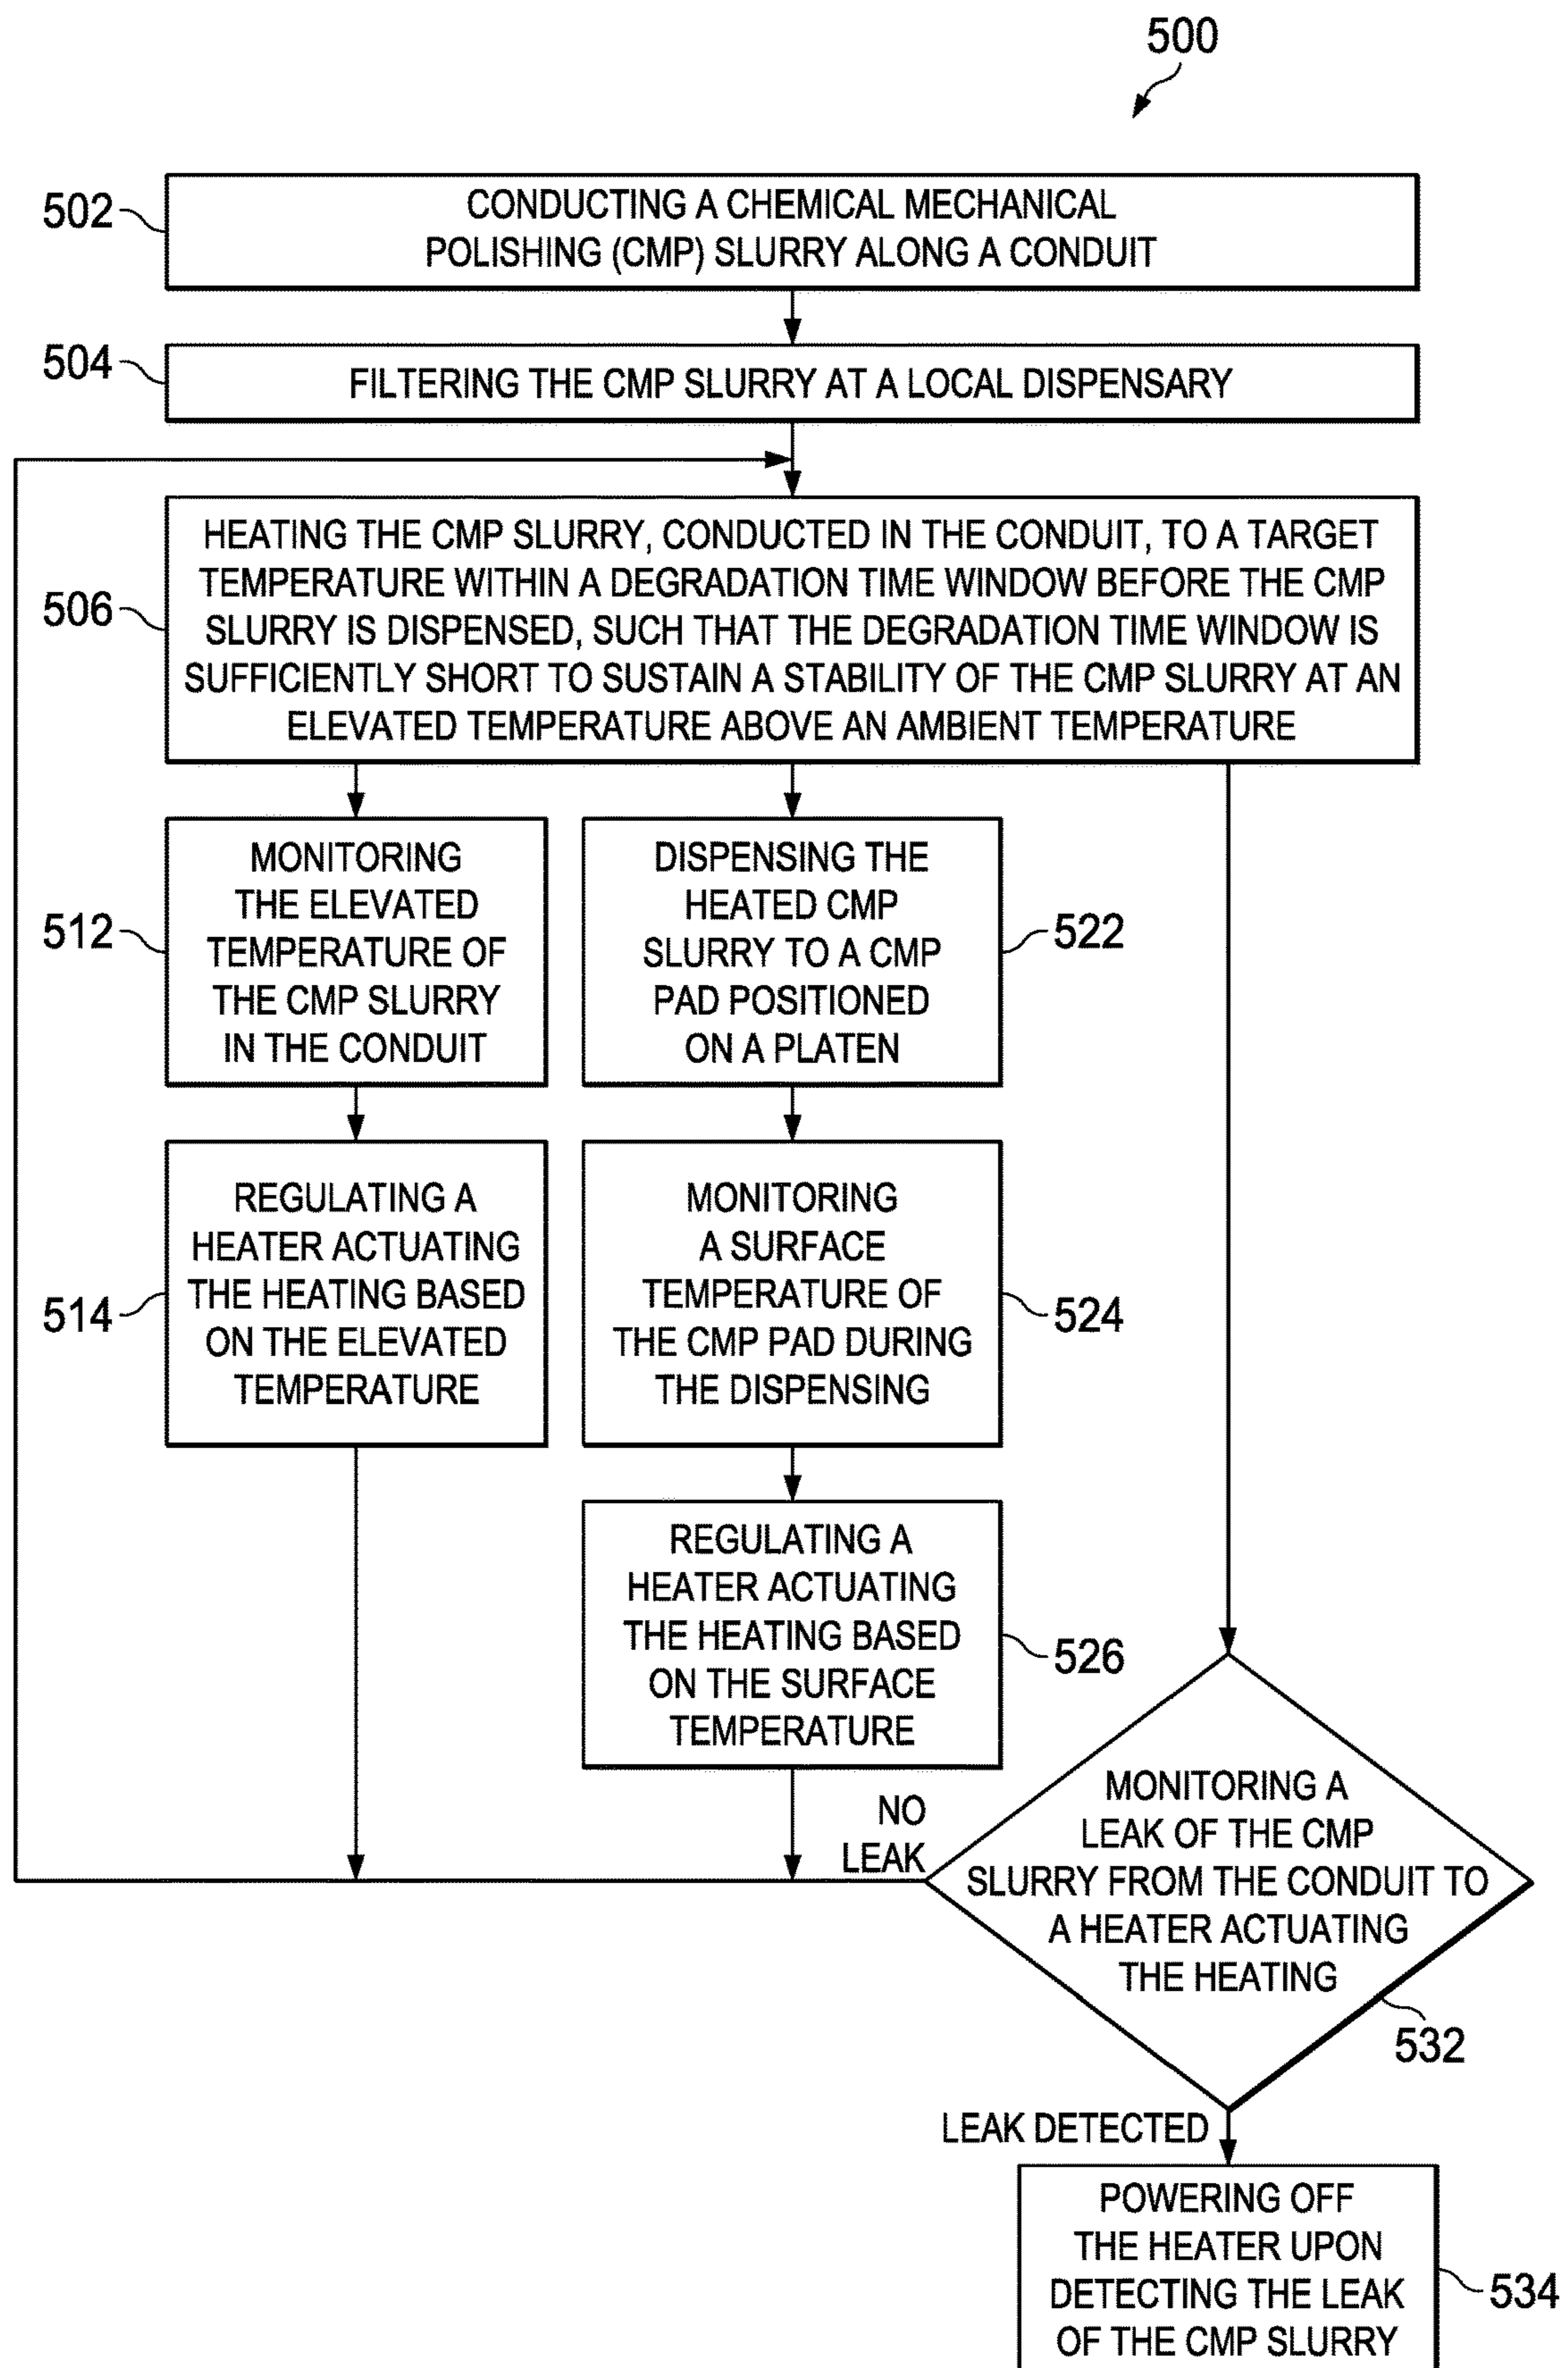 500
502
CONDUCTING A CHEMICAL MECHANICAL
POLISHING (CMP) SLURRY ALONG A CONDUIT
504
FILTERING THE CMP SLURRY AT A LOCAL DISPENSARY
506
HEATING THE CMP SLURRY, CONDUCTED IN THE CONDUIT, TO A TARGET
TEMPERATURE WITHIN A DEGRADATION TIME WINDOW BEFORE THE CMP
SLURRY IS DISPENSED, SUCH THAT THE DEGRADATION TIME WINDOW IS
SUFFICIENTLY SHORT TO SUSTAIN A STABILITY OF THE CMP SLURRY AT AN
ELEVATED TEMPERATURE ABOVE AN AMBIENT TEMPERATURE
512
MONITORING
THE ELEVATED
TEMPERATURE OF
THE CMP SLURRY
IN THE CONDUIT
DISPENSING THE
HEATED CMP
SLURRY TO A CMP
PAD POSITIONED
ON A PLATEN
522
514
REGULATING A
HEATER ACTUATING
THE HEATING BASED
ON THE ELEVATED
TEMPERATURE
MONITORING
A SURFACE
TEMPERATURE OF
THE CMP PAD DURING
THE DISPENSING
524
REGULATING A
HEATER ACTUATING
THE HEATING BASED
ON THE SURFACE
TEMPERATURE
526
NO
LEAK
MONITORING A
LEAK OF THE CMP
SLURRY FROM THE CONDUIT TO
A HEATER ACTUATING
THE HEATING
532
LEAK DETECTED
POWERING OFF
THE HEATER UPON
DETECTING THE LEAK
OF THE CMP SLURRY
534